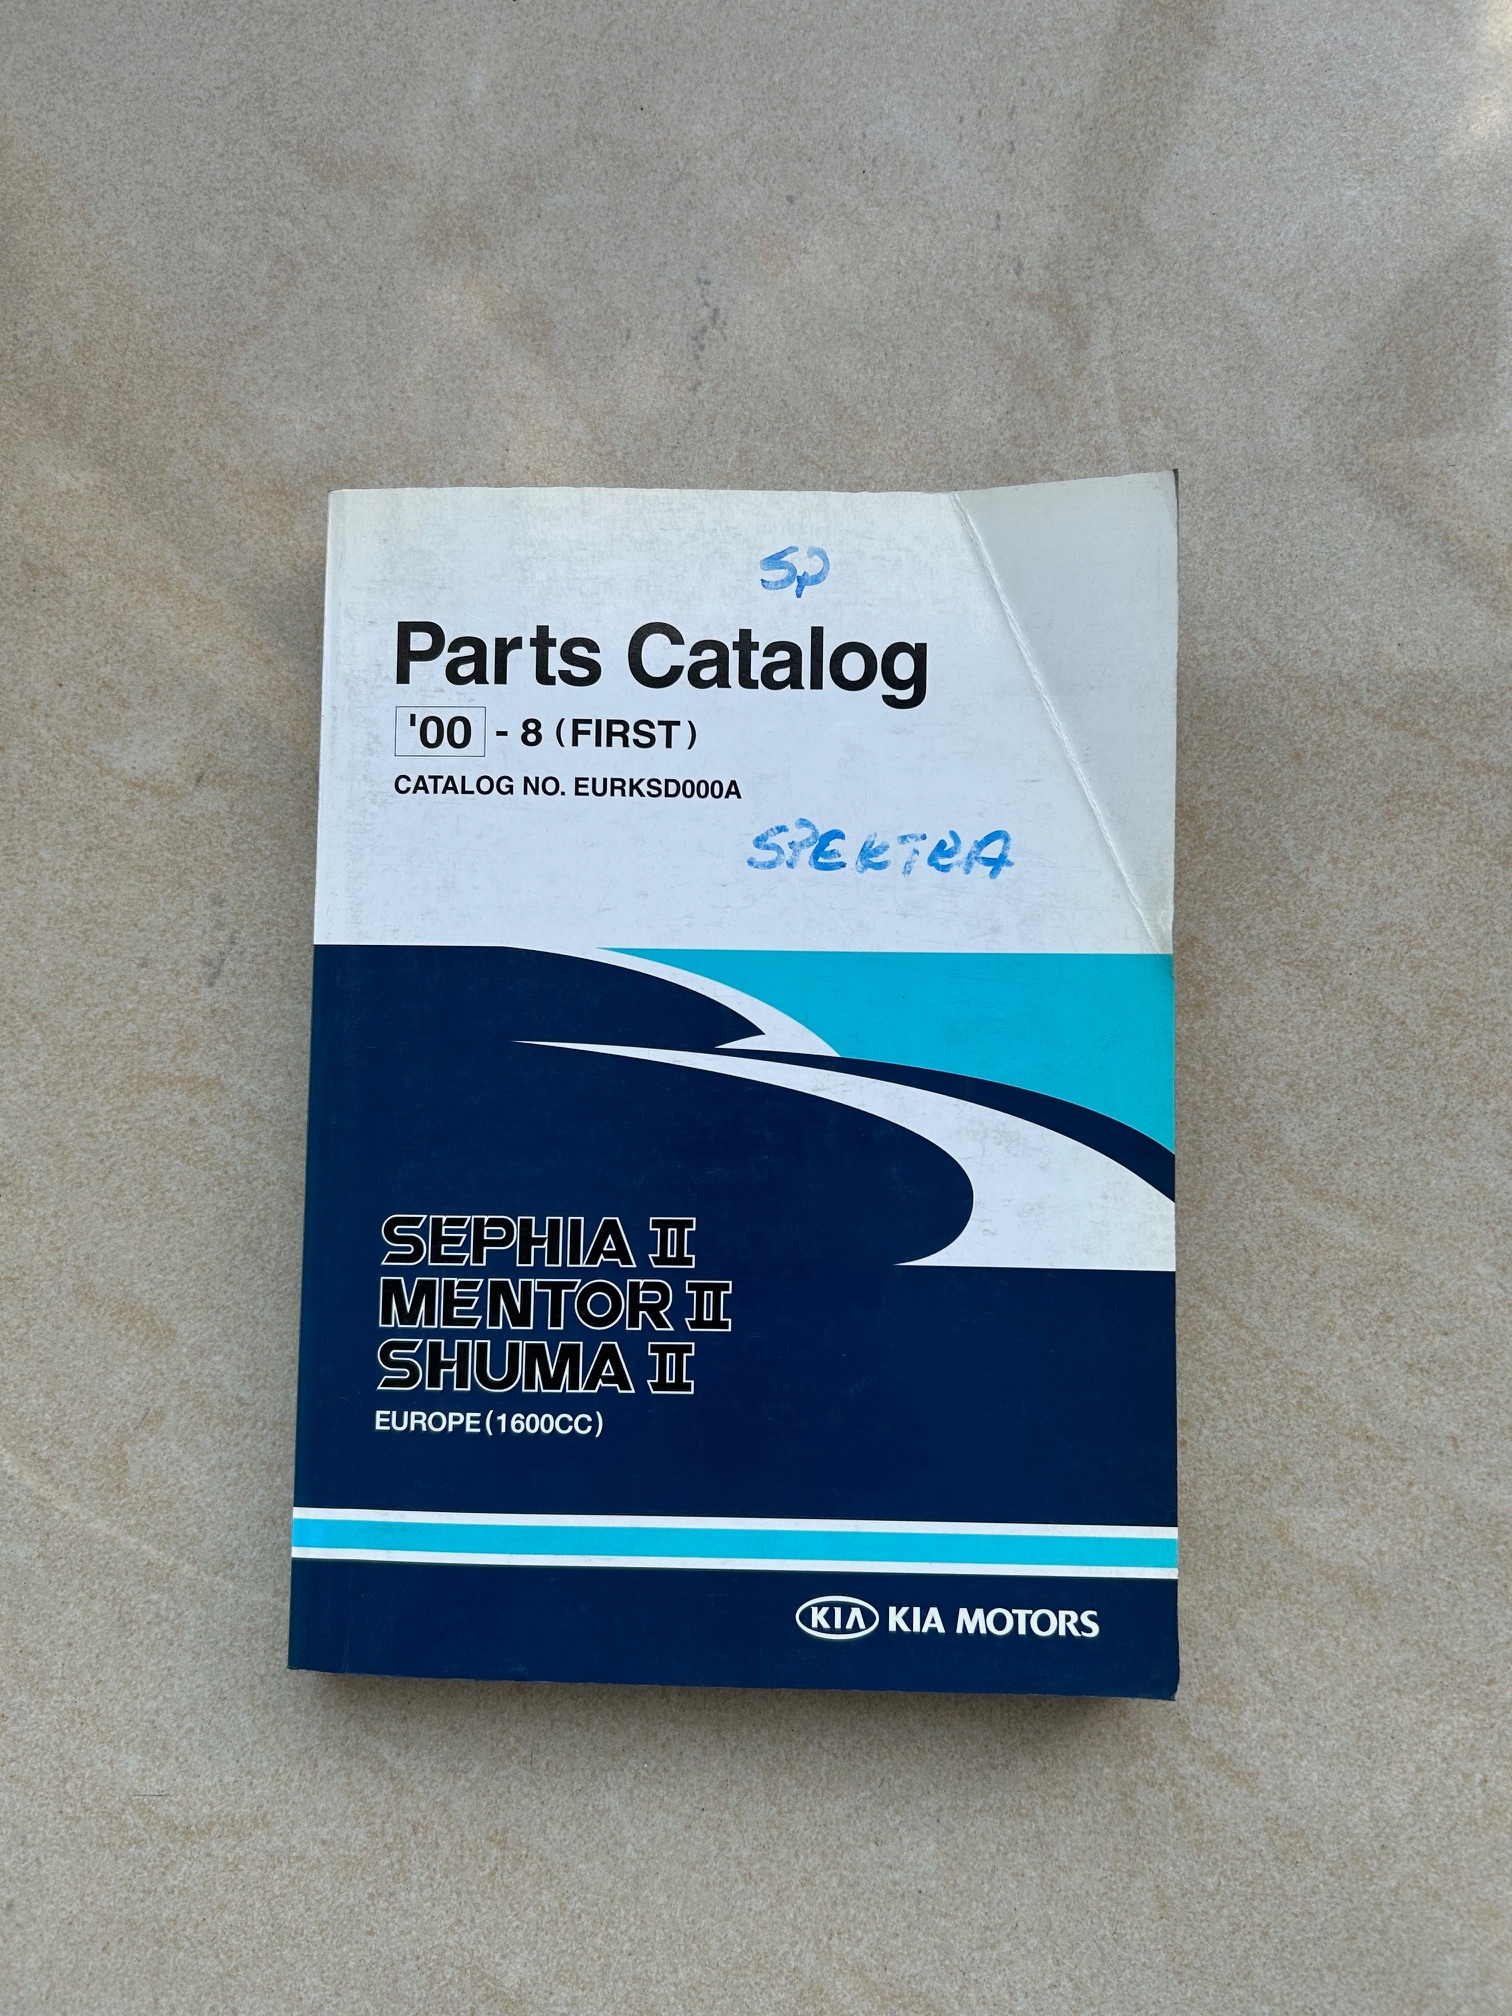 SP
Parts Catalog
'00 - 8 (FIRST)
CATALOG NO. EURKSD000A
SPEKTRA
SEPHIA II
MENTOR II
SHUMA II
EUROPE (1600CC)
KIA KIA MOTORS